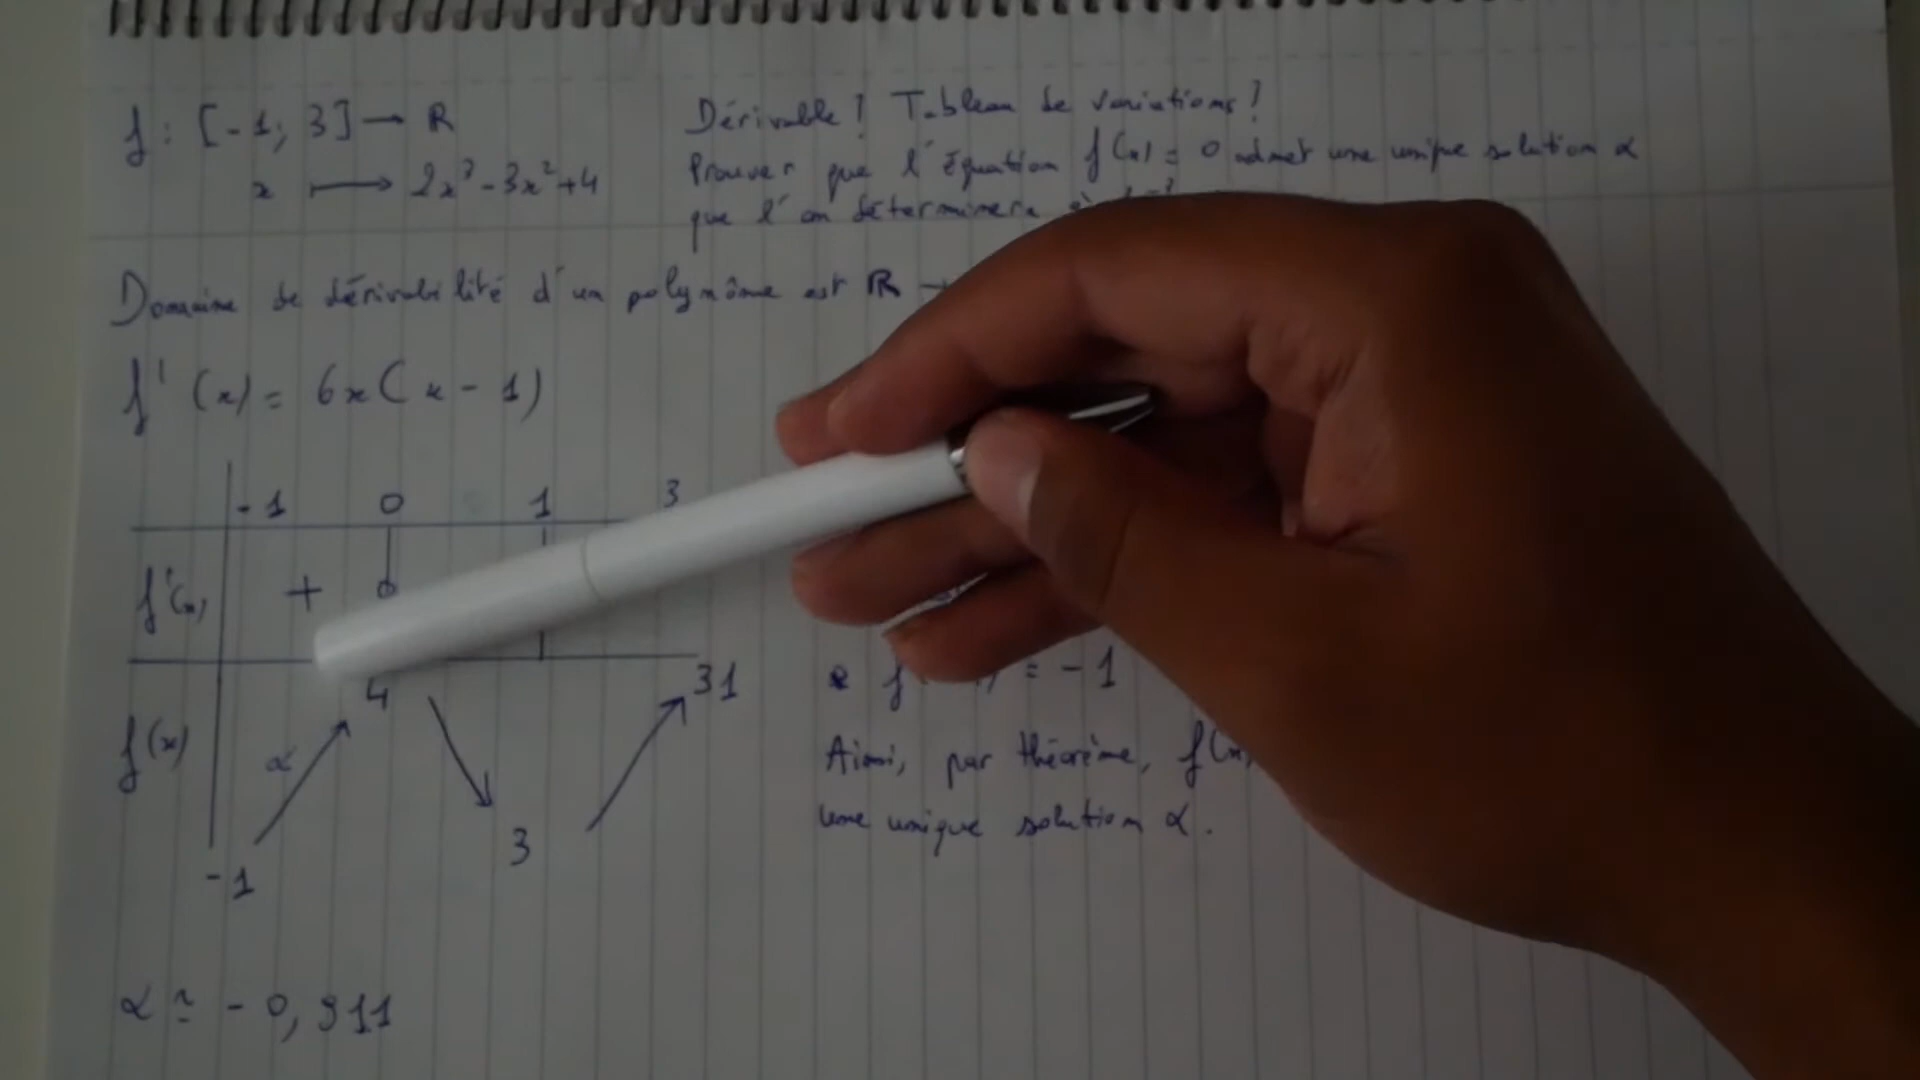 f : [-1; 3] → R
x ⟼ 2x³-3x²+4
Dérivable! Tableau de variations!
Prouver que l'équation f(x) = 0 admet une unique solution α
que l'on déterminera à
Domaine de dérivabilité d'un polynôme est R →
f'(x) = 6x(x-1)
-1 0 1 3
f'(x) + 0
f(x) α 4 3 31
-1
f = -1
Ainsi, par théorème, f(x)
une unique solution α.
α ≃ -0,911